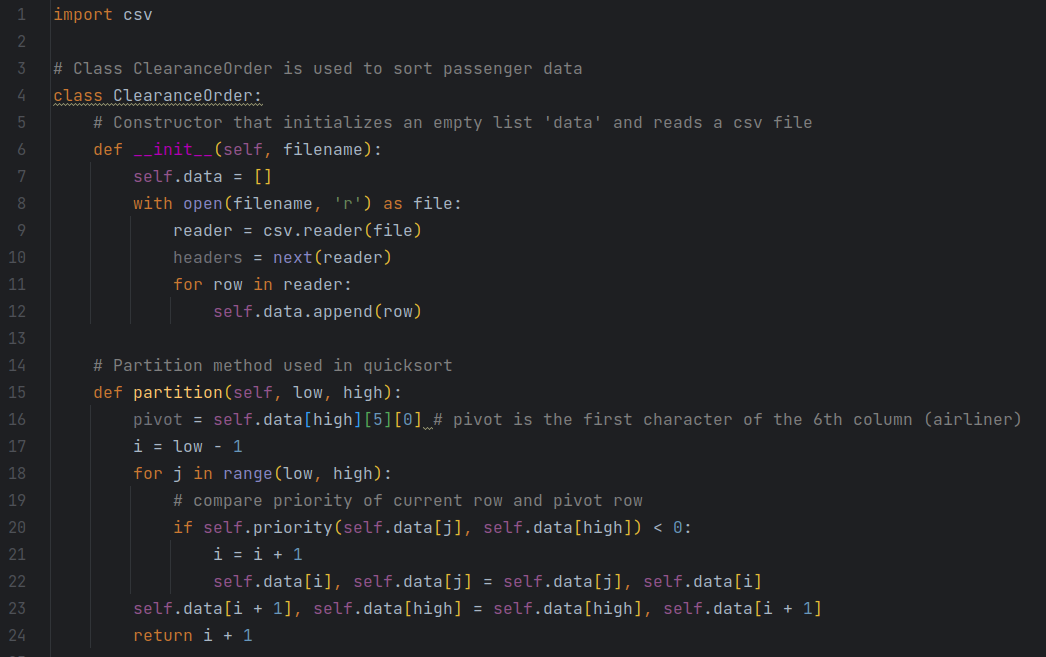 1 import csv
2
3 # Class ClearanceOrder is used to sort passenger data
4 class ClearanceOrder:
5     # Constructor that initializes an empty list 'data' and reads a csv file
6     def __init__(self, filename):
7         self.data = []
8         with open(filename, 'r') as file:
9             reader = csv.reader(file)
10             headers = next(reader)
11             for row in reader:
12                 self.data.append(row)
13
14     # Partition method used in quicksort
15     def partition(self, low, high):
16         pivot = self.data[high][5][0] # pivot is the first character of the 6th column (airliner)
17         i = low - 1
18         for j in range(low, high):
19             # compare priority of current row and pivot row
20             if self.priority(self.data[j], self.data[high]) < 0:
21                 i = i + 1
22                 self.data[i], self.data[j] = self.data[j], self.data[i]
23         self.data[i + 1], self.data[high] = self.data[high], self.data[i + 1]
24         return i + 1